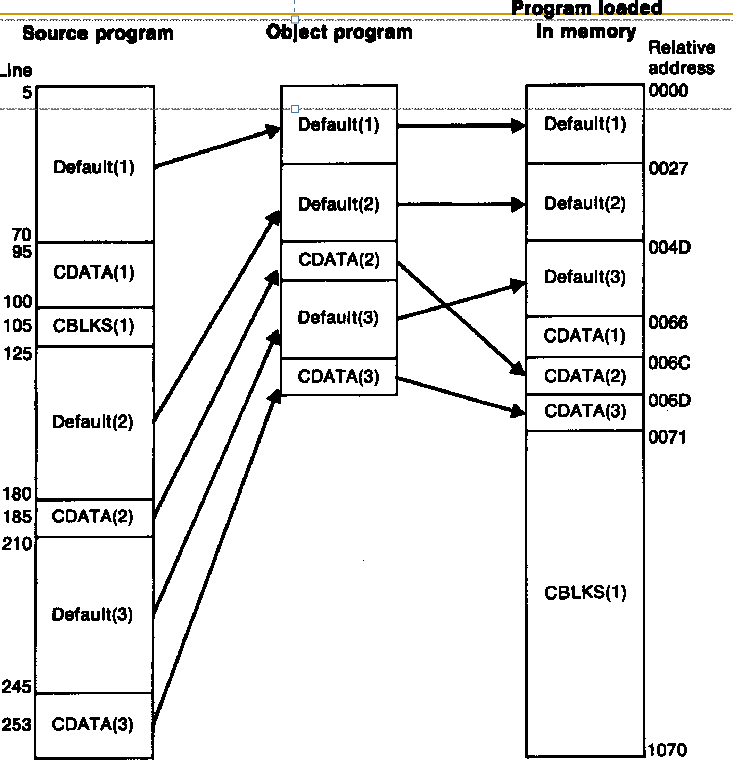 Program loaded
Source program
Object program
In memory
Relative
address
Line
5
Default(1)
70
95
CDATA(1)
100
105
CBLKS(1)
125
Default(2)
180
185
CDATA(2)
210
Default(3)
245
253
CDATA(3)
Default(1)
Default(2)
CDATA(2)
Default(3)
CDATA(3)
0000
Default(1)
0027
Default(2)
004D
Default(3)
0066
CDATA(1)
006C
CDATA(2)
006D
CDATA(3)
0071
CBLKS(1)
1070